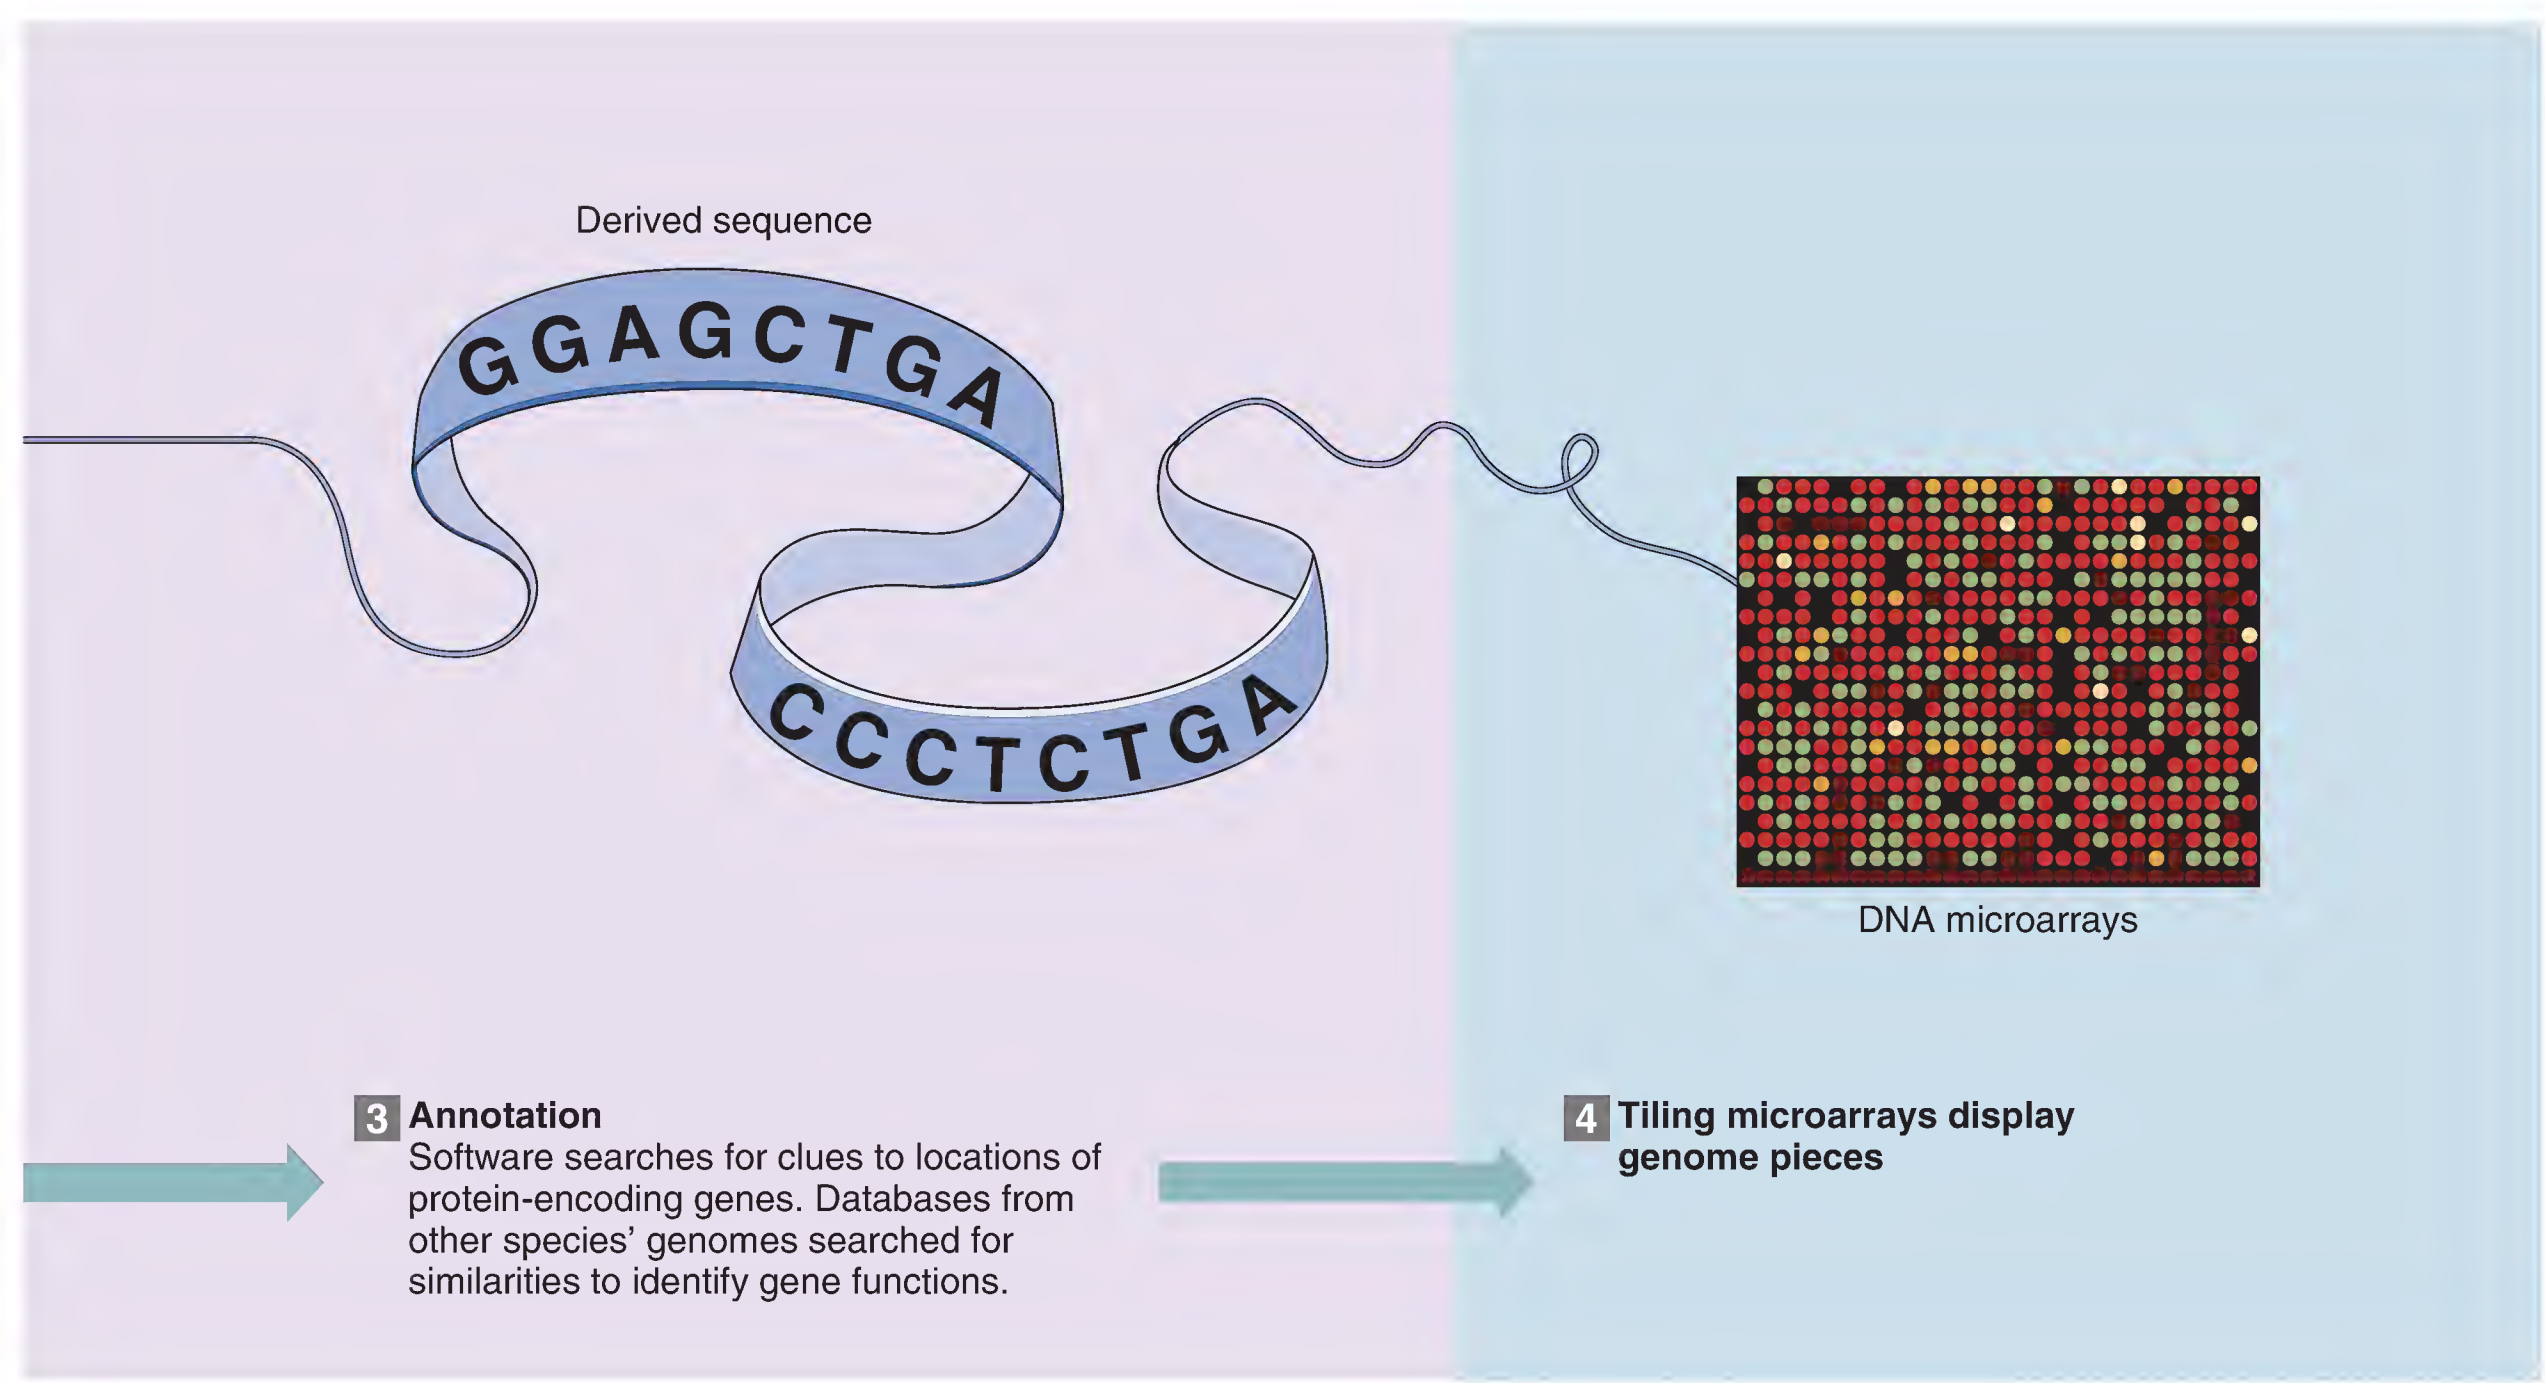 Derived sequence
GGAGCTGA
CCCTCTGA
DNA microarrays
3 Annotation
Software searches for clues to locations of
protein-encoding genes. Databases from
other species’ genomes searched for
similarities to identify gene functions.
4 Tiling microarrays display
genome pieces